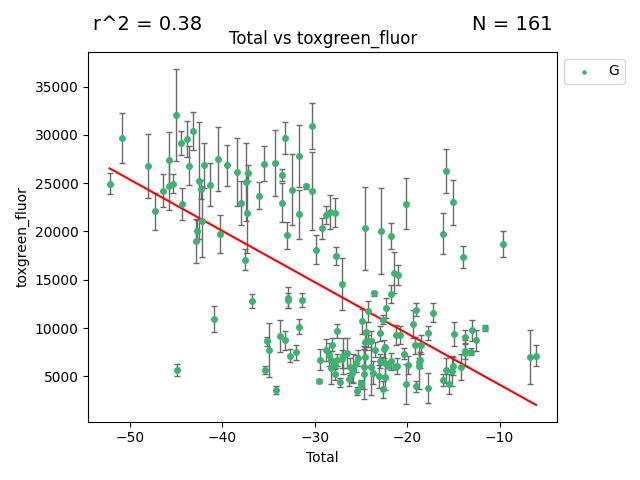 r^2 = 0.38
N = 161
Total vs toxgreen_fluor
G
toxgreen_fluor
35000
30000
25000
20000
15000
10000
5000
−50
−40
−30
−20
−10
Total